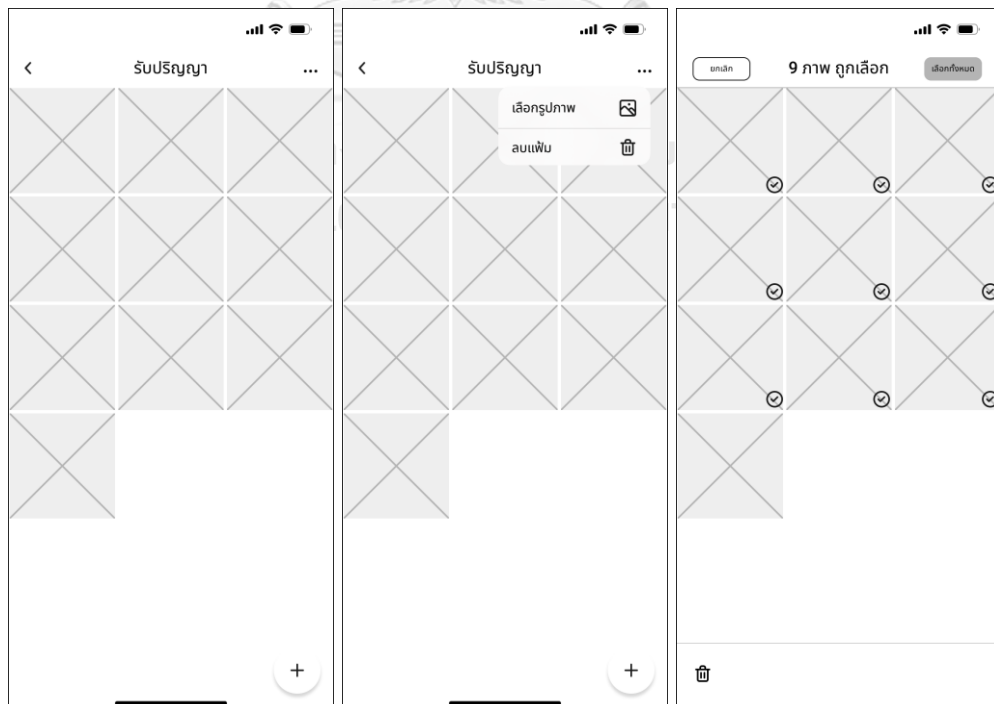 รับปริญญา
...
รับปริญญา
...
เลือกรูปภาพ
ลบแฟ้ม
ยกเลิก
9 ภาพ ถูกเลือก
เลือกทั้งหมด